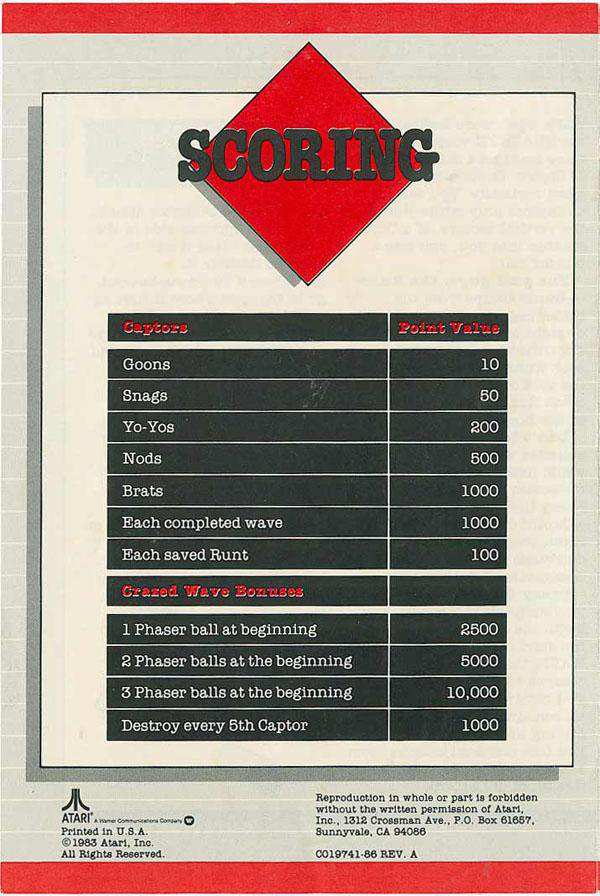 SCORING
Captors Point Value
Goons 10
Snags 50
Yo-Yos 200
Nods 500
Brats 1000
Each completed wave 1000
Each saved Runt 100
Crazed Wave Bonuses
1 Phaser ball at beginning 2500
2 Phaser balls at the beginning 5000
3 Phaser balls at the beginning 10,000
Destroy every 5th Captor 1000
ATARI® A Warner Communications Company
Printed in U.S.A.
© 1983 Atari, Inc.
All Rights Reserved.
Reproduction in whole or part is forbidden
without the written permission of Atari,
Inc., 1312 Crossman Ave., P.O. Box 61657,
Sunnyvale, CA 94086
C019741-86 REV. A